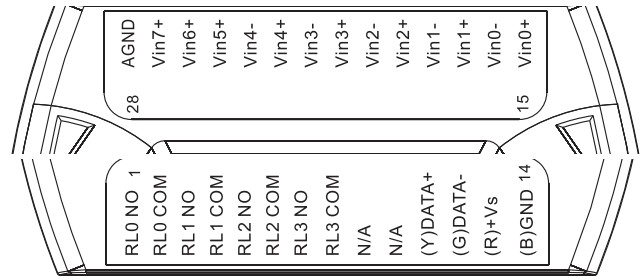 AGND
Vin7+
Vin6+
Vin5+
Vin4-
Vin4+
Vin3-
Vin3+
Vin2-
Vin2+
Vin1-
Vin1+
Vin0-
Vin0+
28
15
RL0 NO 1
RL0 COM
RL1 NO
RL1 COM
RL2 NO
RL2 COM
RL3 NO
RL3 COM
N/A
N/A
(Y)DATA+
(G)DATA-
(R)+Vs
(B)GND 14